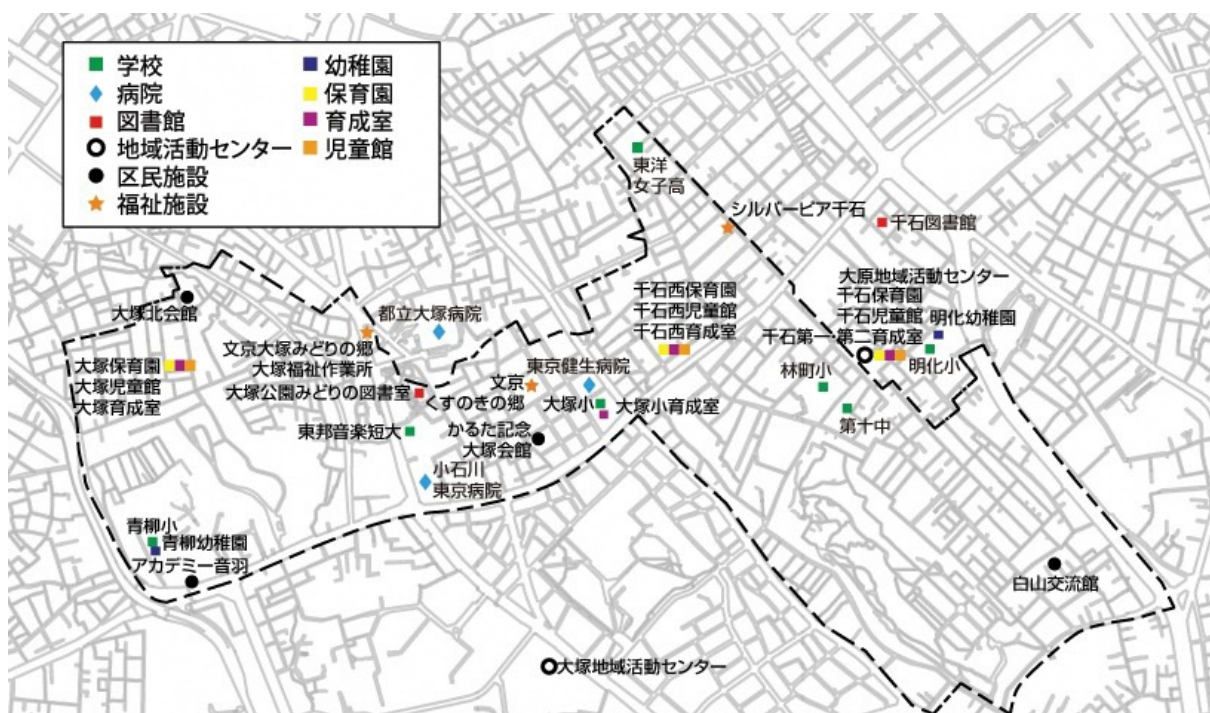 学校
病院
図書館
地域活動センター
区民施設
福祉施設
幼稚園
保育園
育成室
児童館
東洋
女子高
シルバーピア千石
千石図書館
大原地域活動センター
千石保育園
千石児童館
千石第一・第二育成室
明化幼稚園
明化小
千石西保育園
千石西児童館
千石西育成室
林町小
第十中
大塚北会館
都立大塚病院
文京大塚みどりの郷
大塚福祉作業所
大塚公園みどりの図書室
大塚保育園
大塚児童館
大塚育成室
東京健生病院
文京
くすのきの郷
大塚小
大塚小育成室
東邦音楽短大
かるた記念
大塚会館
小石川
東京病院
青柳小
青柳幼稚園
アカデミー音羽
白山交流館
大塚地域活動センター